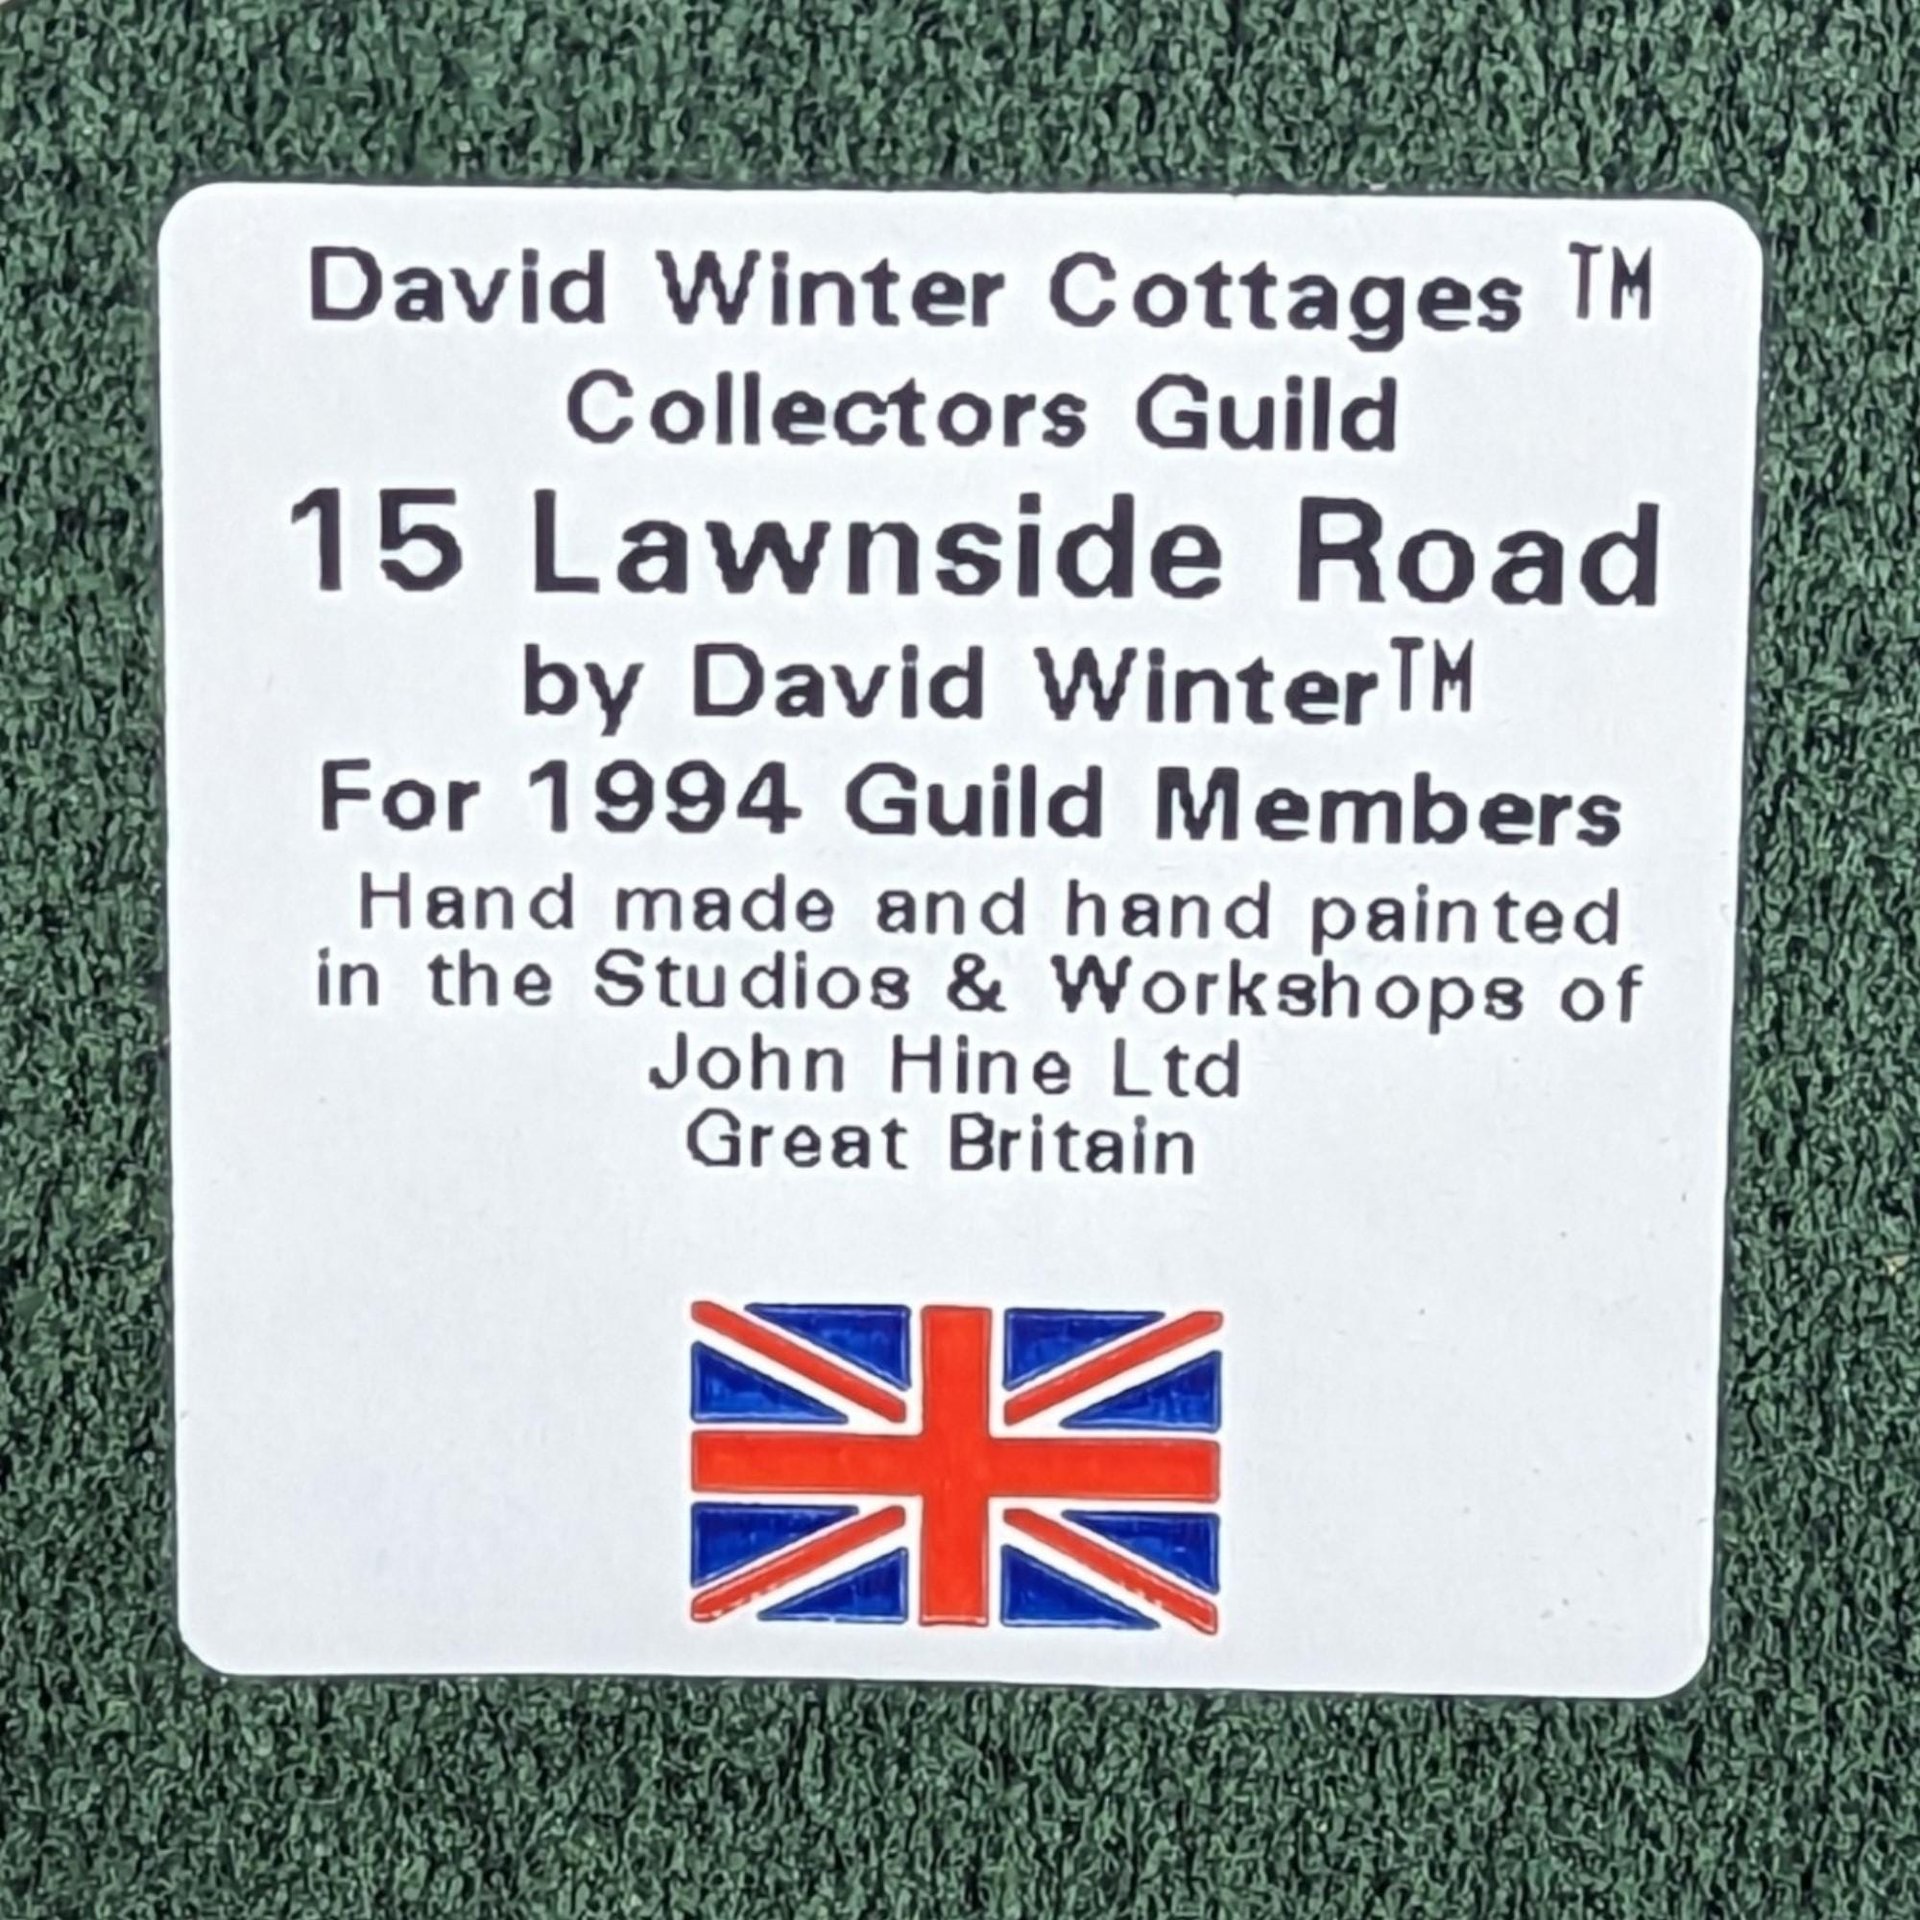 David Winter Cottages ™
Collectors Guild
15 Lawnside Road
by David Winter™
For 1994 Guild Members
Hand made and hand painted
in the Studios & Workshops of
John Hine Ltd
Great Britain